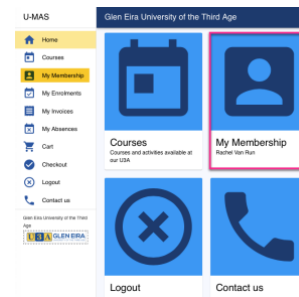 U-MAS
Glen Eira University of the Third Age
Home
Courses
My Membership
My Enrolments
My Invoices
My Absences
Cart
Checkout
Logout
Contact us
Glen Eira University of the Third
Age
U3A GLEN EIRA
Courses
Courses and activities available at
our U3A
My Membership
Rachel Von Run
Logout
Contact us